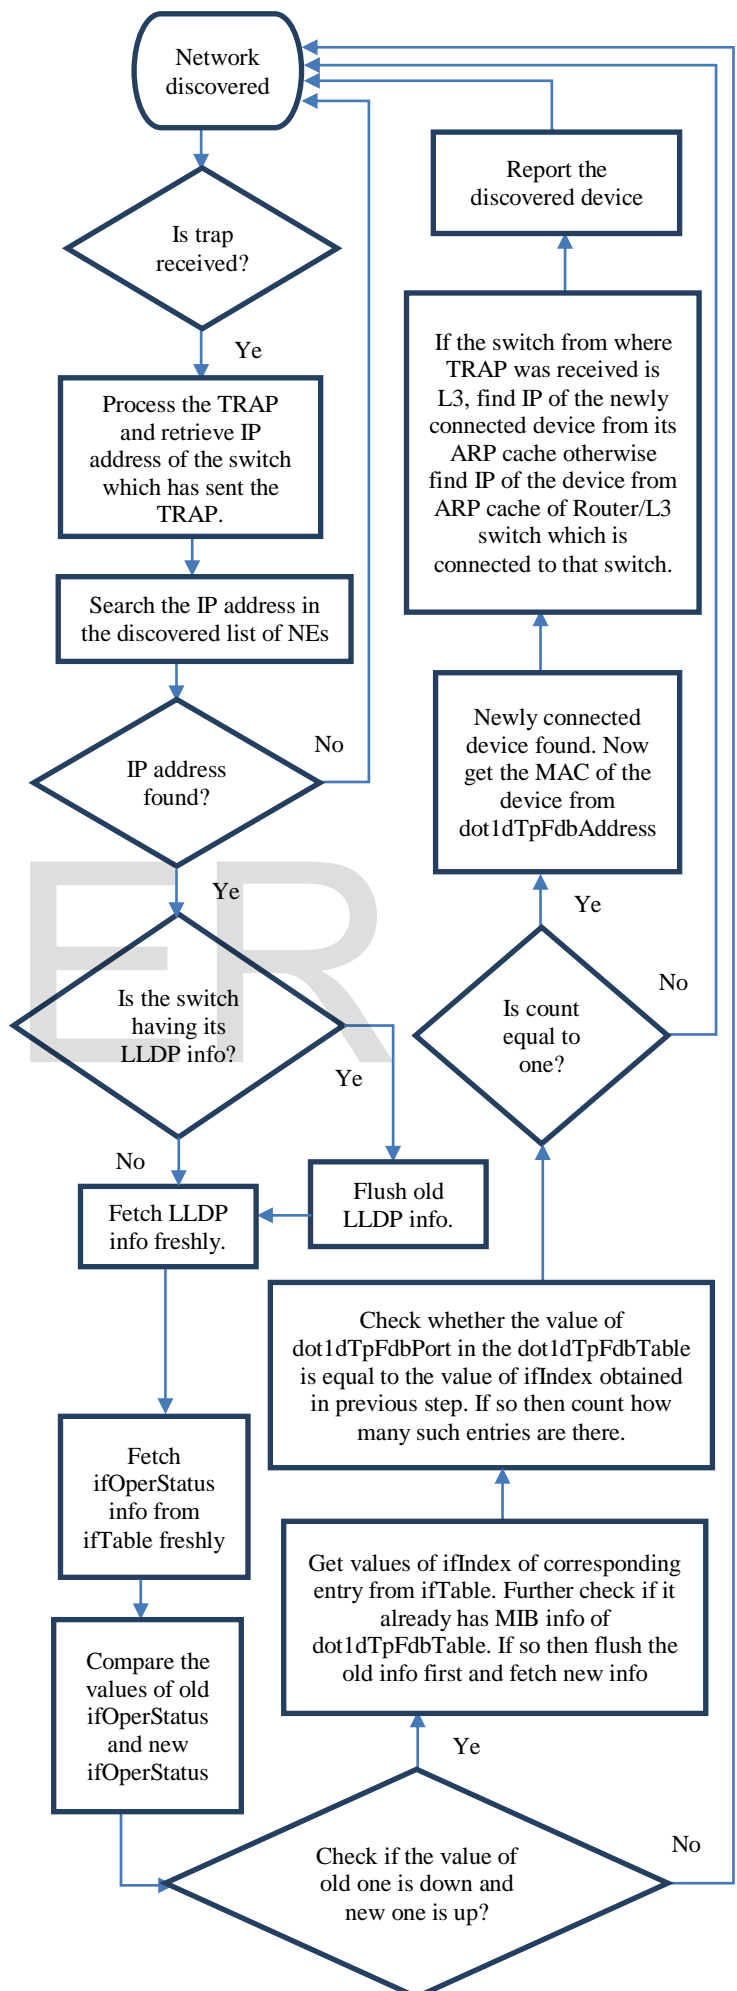 Network
discovered
Is trap
received?
Ye
Process the TRAP
and retrieve IP
address of the switch
which has sent the
TRAP.
Search the IP address in
the discovered list of NEs
IP address
found?
No
Ye
Is the switch
having its
LLDP info?
Ye
No
Flush old
LLDP info.
Fetch LLDP
info freshly.
Fetch
ifOperStatus
info from
ifTable freshly
Compare the
values of old
ifOperStatus
and new
ifOperStatus
Check if the value of
old one is down and
new one is up?
No
Ye
Get values of ifIndex of corresponding
entry from ifTable. Further check if it
already has MIB info of
dot1dTpFdbTable. If so then flush the
old info first and fetch new info
Check whether the value of
dot1dTpFdbPort in the dot1dTpFdbTable
is equal to the value of ifIndex obtained
in previous step. If so then count how
many such entries are there.
Is count
equal to
one?
No
Ye
Newly connected
device found. Now
get the MAC of the
device from
dot1dTpFdbAddress
If the switch from where
TRAP was received is
L3, find IP of the newly
connected device from its
ARP cache otherwise
find IP of the device from
ARP cache of Router/L3
switch which is
connected to that switch.
Report the
discovered device
ER